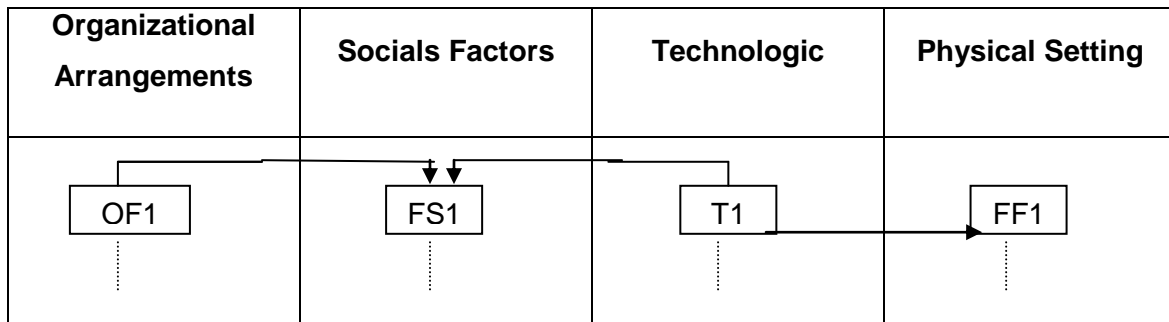 Organizational
Arrangements
Socials Factors
Technologic
Physical Setting
OF1
FS1
T1
FF1